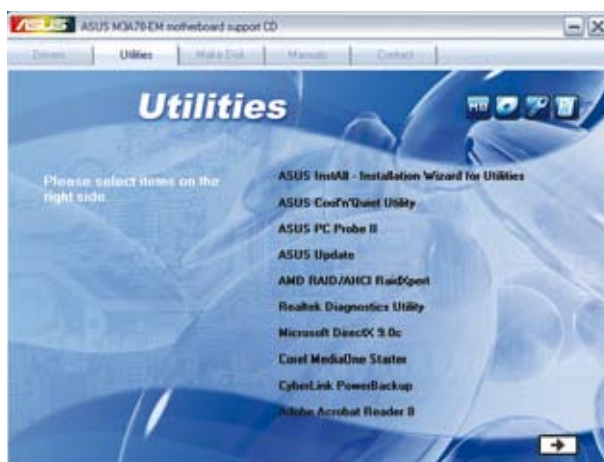 ASUS ASUS M3A78-EM motherboard support CD
Drivers Utilities Make Disk Manuals Contact
Utilities
Please select items on the
right side...
ASUS InstAll - Installation Wizard for Utilities
ASUS Cool'n'Quiet Utility
ASUS PC Probe II
ASUS Update
AMD RAID/AHCI RaidXpert
Realtek Diagnostics Utility
Microsoft DirectX 9.0c
Corel MediaOne Starter
CyberLink PowerBackup
Adobe Acrobat Reader 8